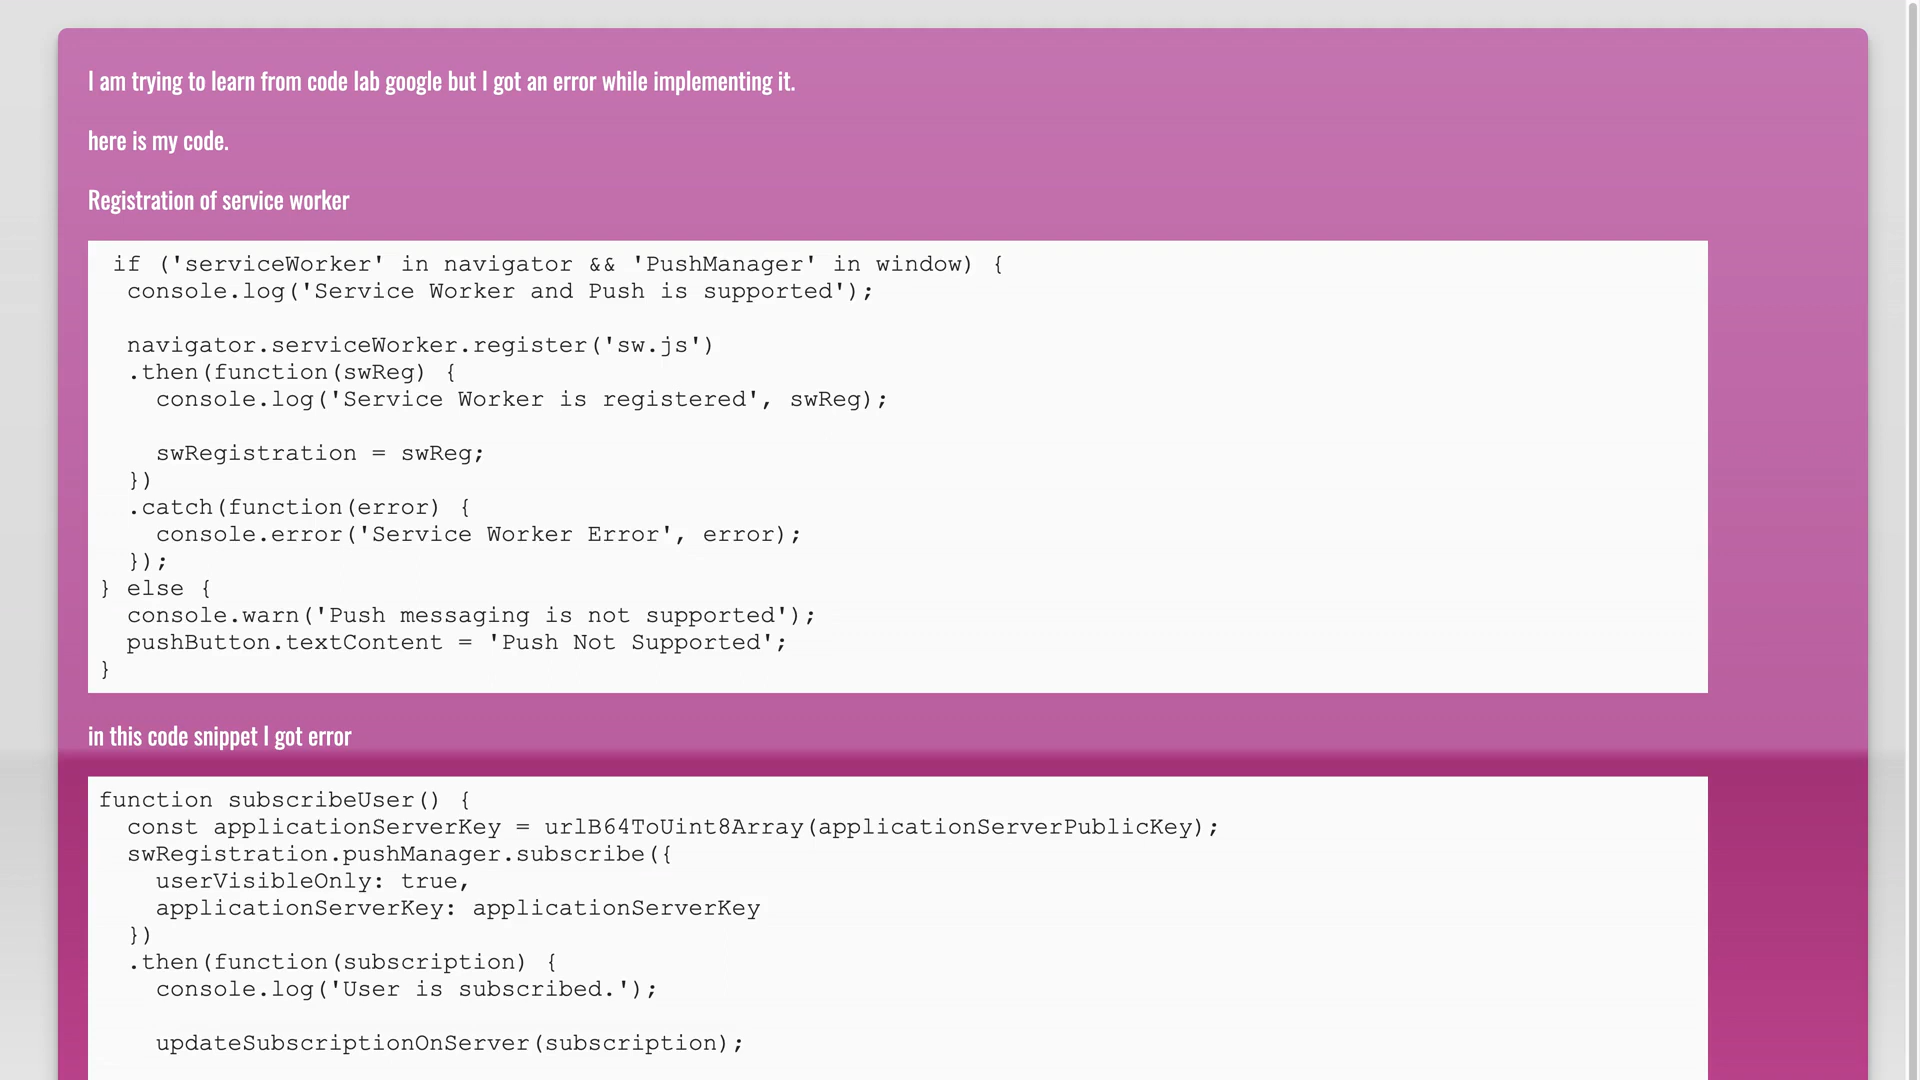 I am trying to learn from code lab google but I got an error while implementing it.
here is my code.
Registration of service worker
if ('serviceWorker' in navigator && 'PushManager' in window) {
console.log('Service Worker and Push is supported');
navigator.serviceWorker.register('sw.js')
.then(function(swReg) {
console.log('Service Worker is registered', swReg);
swRegistration = swReg;
})
.catch(function(error) {
console.error('Service Worker Error', error);
});
} else {
console.warn('Push messaging is not supported');
pushButton.textContent = 'Push Not Supported';
}
in this code snippet I got error
function subscribeUser() {
const applicationServerKey = urlB64ToUint8Array(applicationServerPublicKey);
swRegistration.pushManager.subscribe({
userVisibleOnly: true,
applicationServerKey: applicationServerKey
})
.then(function(subscription) {
console.log('User is subscribed.');
updateSubscriptionOnServer(subscription);